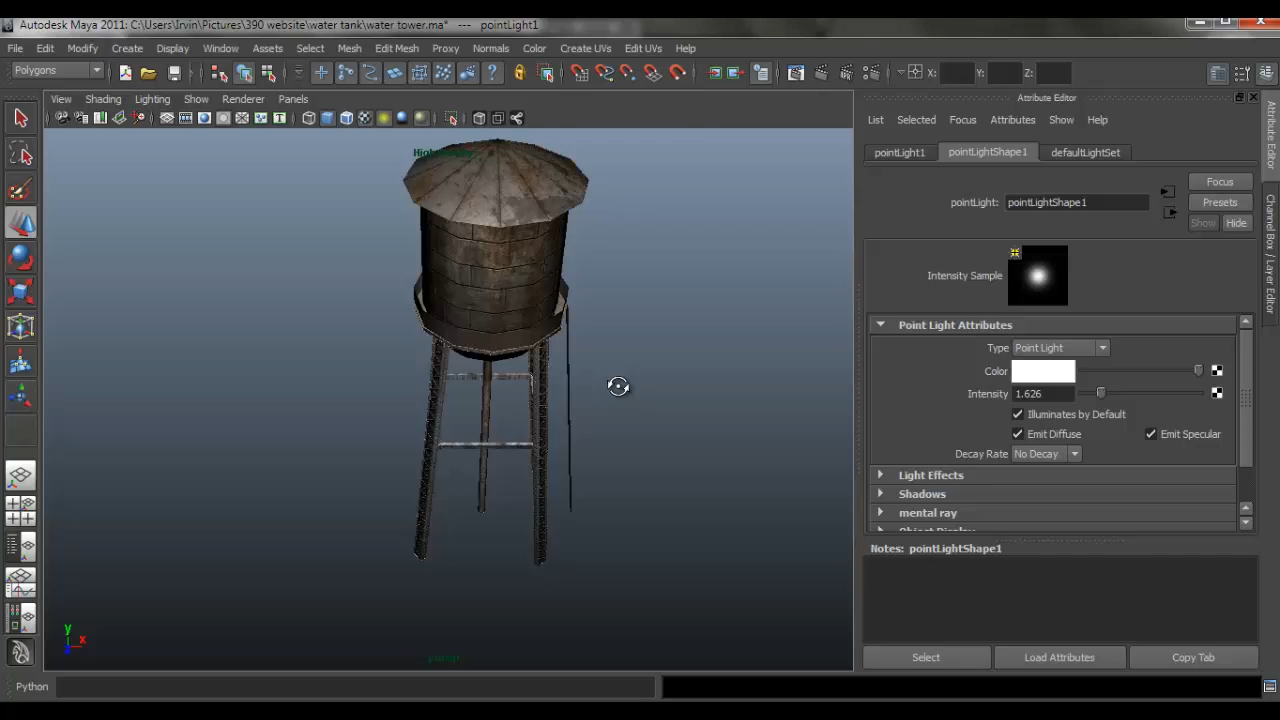 Autodesk Maya 2011: C:\Users\Irvin\Pictures\390 website\water tank\water tower.ma* --- pointLight1
File Edit Modify Create Display Window Assets Select Mesh Edit Mesh Proxy Normals Color Create UVs Edit UVs Help
Polygons X: Y: Z:
View Shading Lighting Show Renderer Panels
Attribute Editor
List Selected Focus Attributes Show Help
pointLight1 pointLightShape1 defaultLightSet
Focus
pointLight: pointLightShape1 Presets
Show Hide
Intensity Sample
Point Light Attributes
Type Point Light
Color
Intensity 1.626
Illuminates by Default
Emit Diffuse Emit Specular
Decay Rate No Decay
Light Effects
Shadows
mental ray
Object Display
Notes: pointLightShape1
Select Load Attributes Copy Tab
Attribute Editor
Channel Box / Layer Editor
y
x
persp
Python